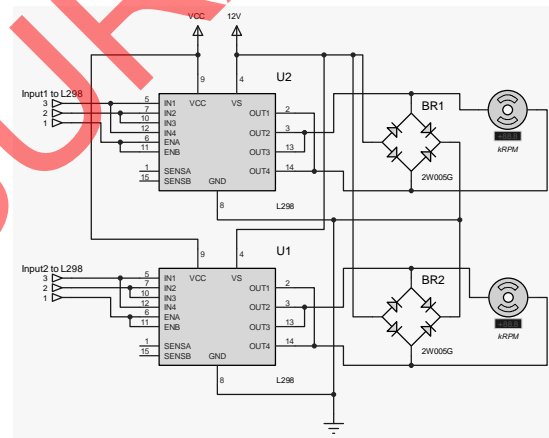 VCC 12V
U2
Input1 to L298
3
2
1
5 IN1
7 IN2
10 IN3
12 IN4
6 ENA
11 ENB
1 SENSA
15 SENSB
9
VCC
4
VS
OUT1 2
OUT2 3
OUT3 13
OUT4 14
GND
8
L298
BR1
2W005G
kRPM
U1
Input2 to L298
3
2
1
5 IN1
7 IN2
10 IN3
12 IN4
6 ENA
11 ENB
1 SENSA
15 SENSB
9
VCC
4
VS
OUT1 2
OUT2 3
OUT3 13
OUT4 14
GND
8
L298
BR2
2W005G
kRPM